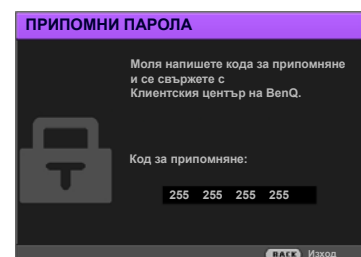 ПРИПОМНИ ПАРОЛА
Моля напишете кода за припомняне
и се свържете с
Клиентския център на BenQ.
Код за припомняне:
255 255 255 255
BACK Изход